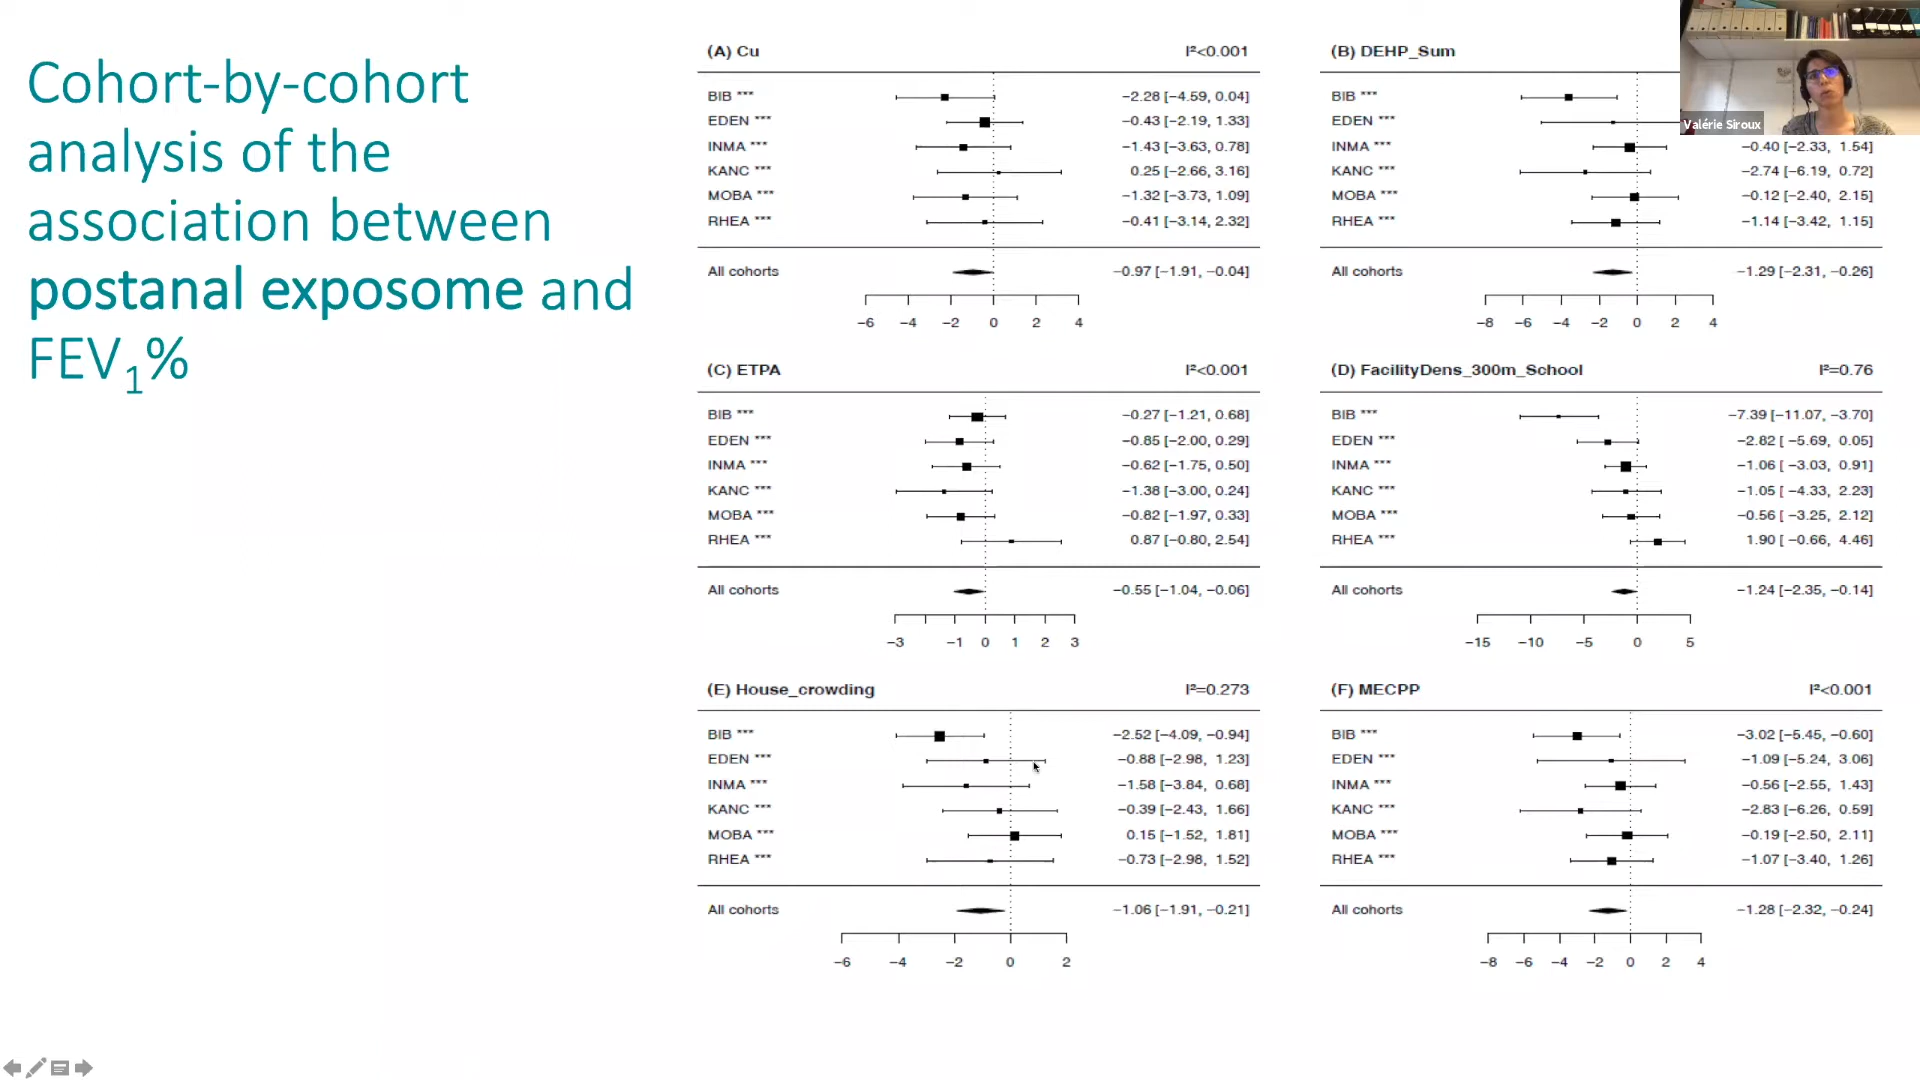 Cohort-by-cohort
analysis of the
association between
postanal exposome and
FEV1%
(A) Cu I²<0.001
BIB *** −2.28 [−4.59, 0.04]
EDEN *** −0.43 [−2.19, 1.33]
INMA *** −1.43 [−3.63, 0.78]
KANC *** 0.25 [−2.66, 3.16]
MOBA *** −1.32 [−3.73, 1.09]
RHEA *** −0.41 [−3.14, 2.32]
All cohorts −0.97 [−1.91, −0.04]
−6 −4 −2 0 2 4
(B) DEHP_Sum
BIB ***
EDEN ***
INMA *** −0.40 [−2.33, 1.54]
KANC *** −2.74 [−6.19, 0.72]
MOBA *** −0.12 [−2.40, 2.15]
RHEA *** −1.14 [−3.42, 1.15]
All cohorts −1.29 [−2.31, −0.26]
−8 −6 −4 −2 0 2 4
Valérie Siroux
(C) ETPA I²<0.001
BIB *** −0.27 [−1.21, 0.68]
EDEN *** −0.85 [−2.00, 0.29]
INMA *** −0.62 [−1.75, 0.50]
KANC *** −1.38 [−3.00, 0.24]
MOBA *** −0.82 [−1.97, 0.33]
RHEA *** 0.87 [−0.80, 2.54]
All cohorts −0.55 [−1.04, −0.06]
−3 −1 0 1 2 3
(D) FacilityDens_300m_School I²=0.76
BIB *** −7.39 [−11.07, −3.70]
EDEN *** −2.82 [ −5.69, 0.05]
INMA *** −1.06 [ −3.03, 0.91]
KANC *** −1.05 [ −4.33, 2.23]
MOBA *** −0.56 [ −3.25, 2.12]
RHEA *** 1.90 [ −0.66, 4.46]
All cohorts −1.24 [−2.35, −0.14]
−15 −10 −5 0 5
(E) House_crowding I²=0.273
BIB *** −2.52 [−4.09, −0.94]
EDEN *** −0.88 [−2.98, 1.23]
INMA *** −1.58 [−3.84, 0.68]
KANC *** −0.39 [−2.43, 1.66]
MOBA *** 0.15 [−1.52, 1.81]
RHEA *** −0.73 [−2.98, 1.52]
All cohorts −1.06 [−1.91, −0.21]
−6 −4 −2 0 2
(F) MECPP I²<0.001
BIB *** −3.02 [−5.45, −0.60]
EDEN *** −1.09 [−5.24, 3.06]
INMA *** −0.56 [−2.55, 1.43]
KANC *** −2.83 [−6.26, 0.59]
MOBA *** −0.19 [−2.50, 2.11]
RHEA *** −1.07 [−3.40, 1.26]
All cohorts −1.28 [−2.32, −0.24]
−8 −6 −4 −2 0 2 4